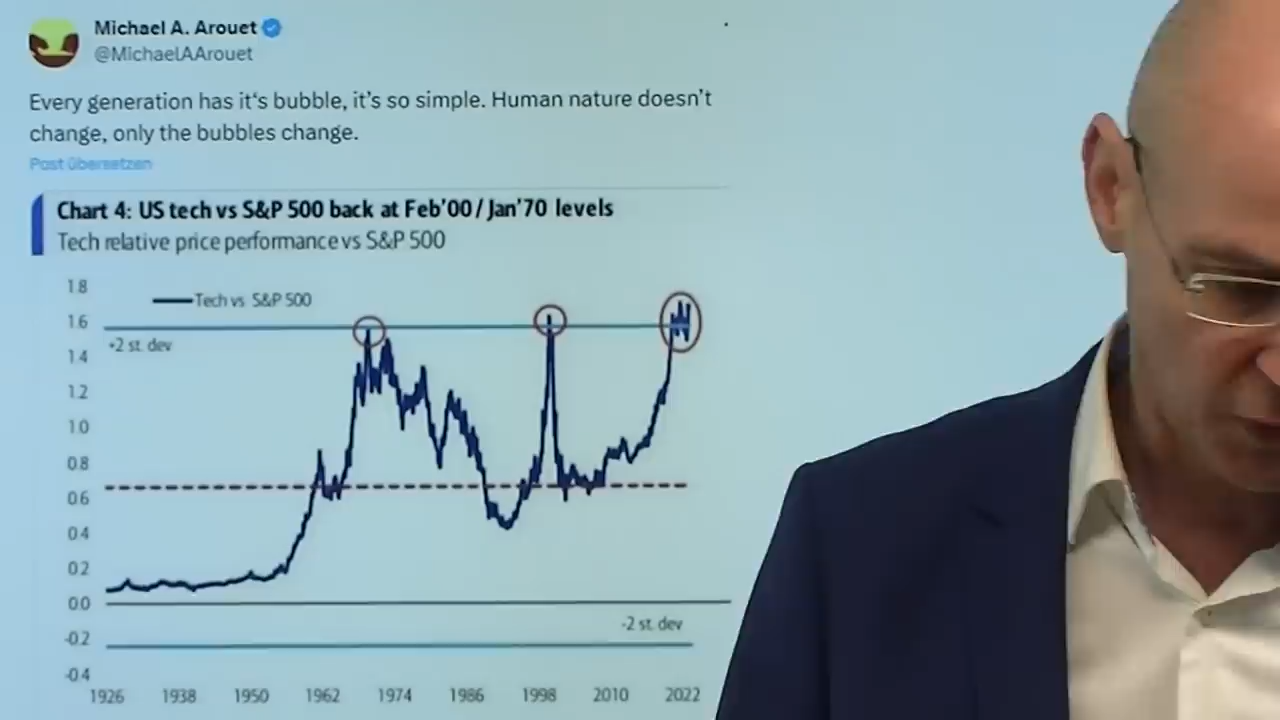 Michael A. Arouet
@MichaelAArouet
Every generation has it's bubble, it's so simple. Human nature doesn't
change, only the bubbles change.
Post übersetzen
Chart 4: US tech vs S&P 500 back at Feb'00 / Jan'70 levels
Tech relative price performance vs S&P 500
1.8
Tech vs S&P 500
1.6
+2 st. dev
1.4
1.2
1.0
0.8
0.6
0.4
0.2
0.0
-2 st. dev
-0.2
-0.4
1926 1938 1950 1962 1974 1986 1998 2010 2022